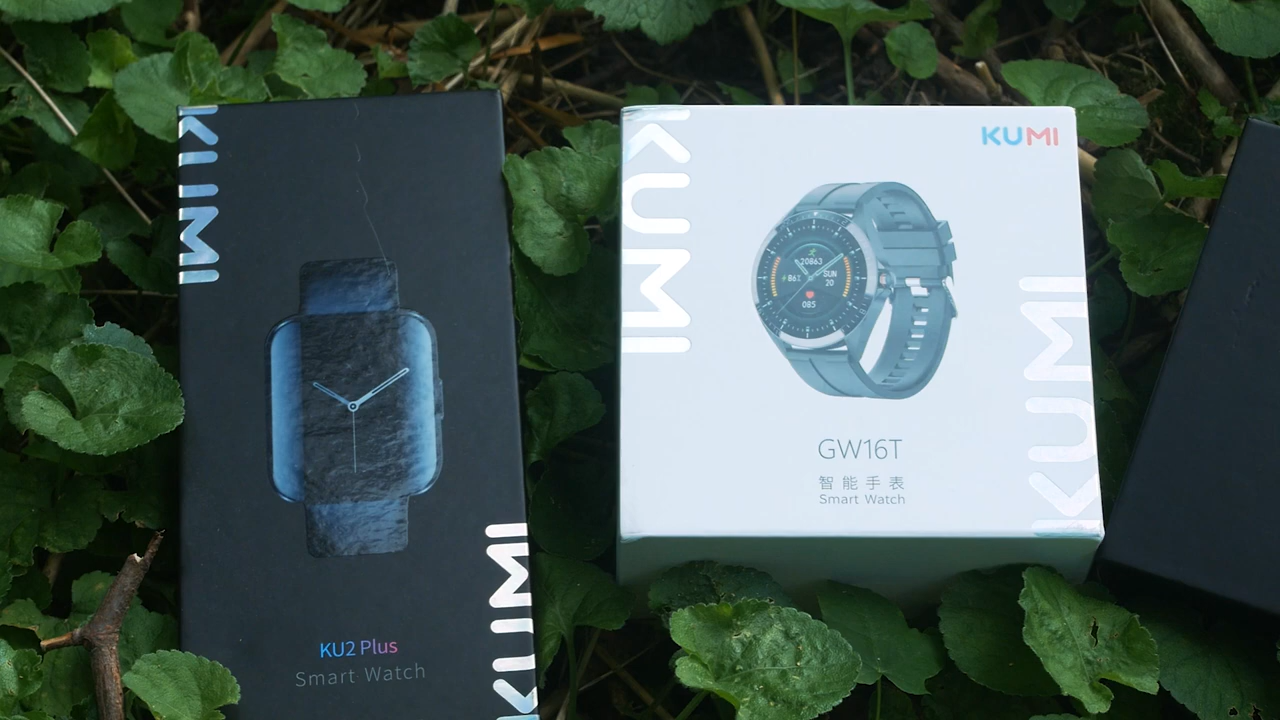 KUMI
KU2 Plus
Smart Watch
KUMI
KUMI
KUMI
20863
86%
SUN
20
085
GW16T
智能手表
Smart Watch
KUMI